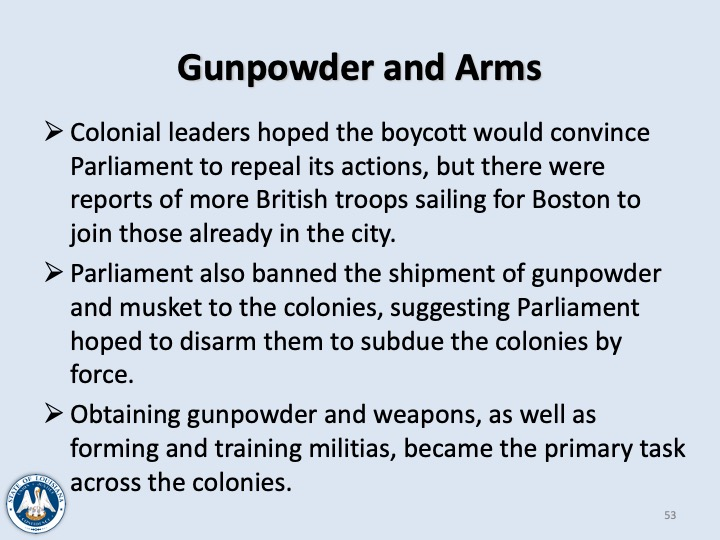 Gunpowder and Arms
➢ Colonial leaders hoped the boycott would convince
Parliament to repeal its actions, but there were
reports of more British troops sailing for Boston to
join those already in the city.
➢ Parliament also banned the shipment of gunpowder
and musket to the colonies, suggesting Parliament
hoped to disarm them to subdue the colonies by
force.
➢ Obtaining gunpowder and weapons, as well as
forming and training militias, became the primary task
across the colonies.
STATE OF LOUISIANA
CONFIDENCE
53